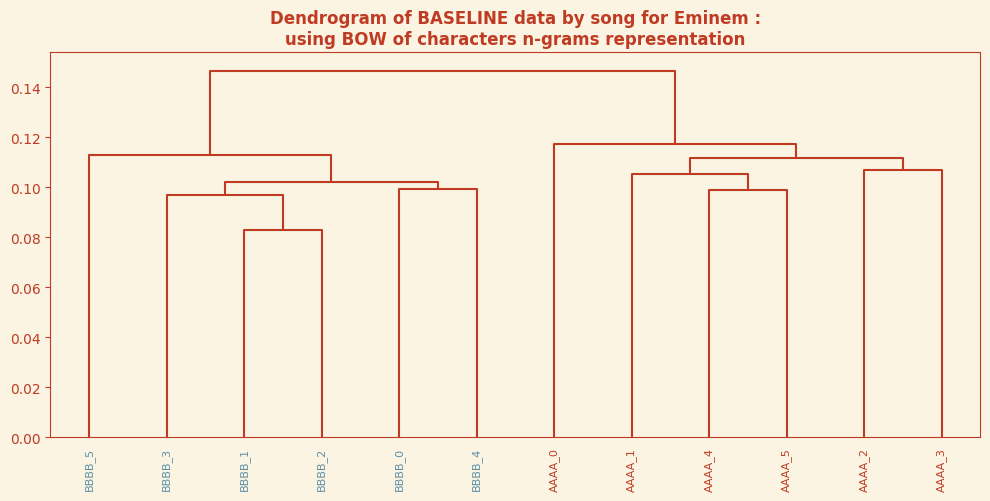 Dendrogram of BASELINE data by song for Eminem :
using BOW of characters n-grams representation
0.14
0.12
0.10
0.08
0.06
0.04
0.02
0.00
BBBB_5
BBBB_3
BBBB_1
BBBB_2
BBBB_0
BBBB_4
AAAA_0
AAAA_1
AAAA_4
AAAA_5
AAAA_2
AAAA_3